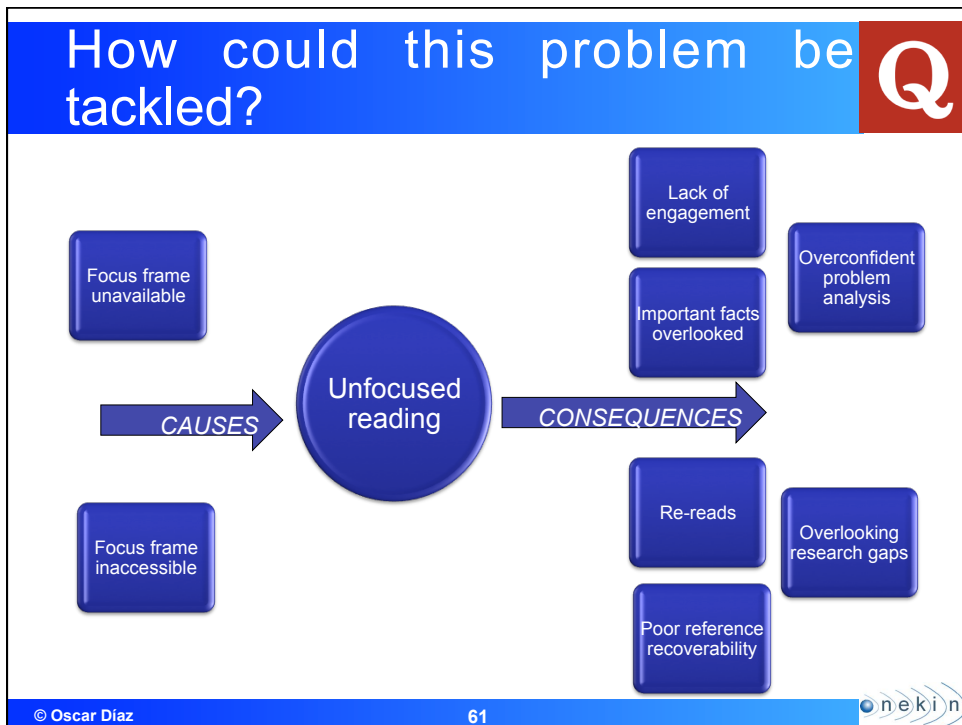 How could this problem be
tackled?
Q
Focus frame
unavailable
CAUSES
Focus frame
inaccessible
Unfocused
reading
CONSEQUENCES
Lack of
engagement
Important facts
overlooked
Overconfident
problem
analysis
Re-reads
Poor reference
recoverability
Overlooking
research gaps
© Oscar Díaz
61
onekin